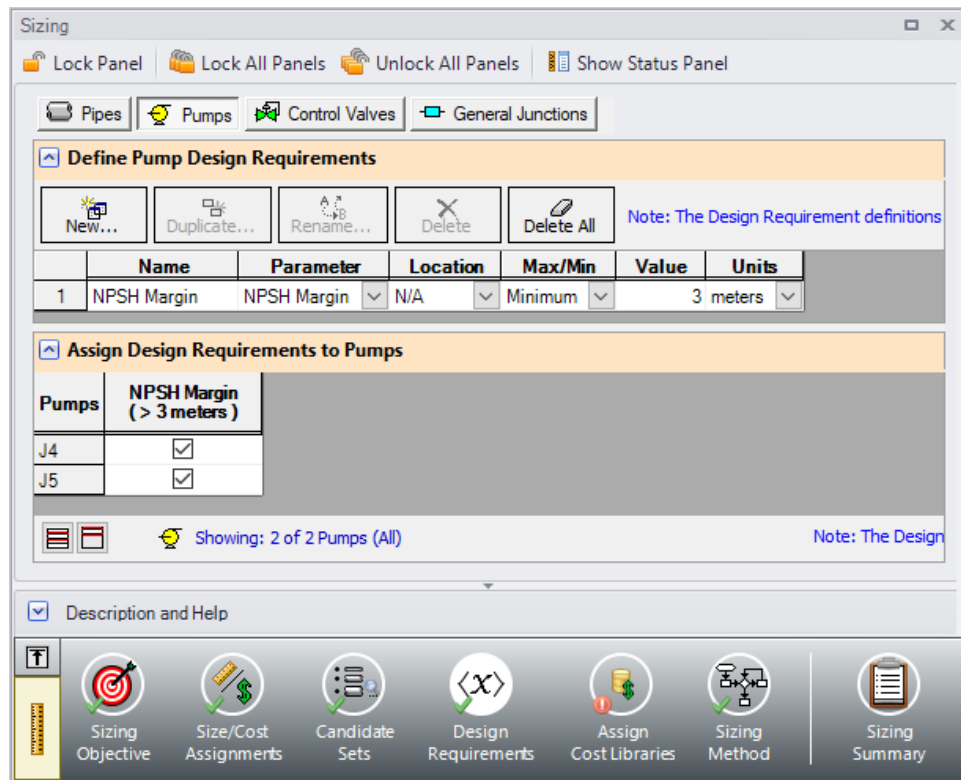 Sizing
Lock Panel Lock All Panels Unlock All Panels Show Status Panel
Pipes Pumps Control Valves General Junctions
Define Pump Design Requirements
New... Duplicate... Rename... Delete Delete All Note: The Design Requirement definitions
Name Parameter Location Max/Min Value Units
1 NPSH Margin NPSH Margin N/A Minimum 3 meters
Assign Design Requirements to Pumps
Pumps NPSH Margin
( > 3 meters )
J4
J5
Showing: 2 of 2 Pumps (All) Note: The Design
Description and Help
Sizing Size/Cost Candidate Design Assign Sizing Sizing
Objective Assignments Sets Requirements Cost Libraries Method Summary